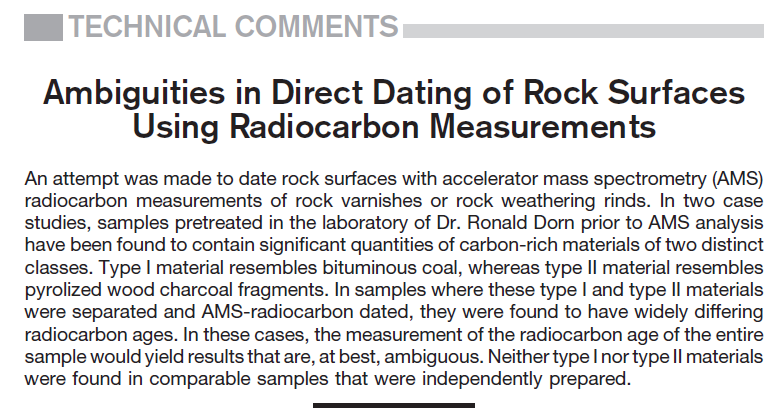 TECHNICAL COMMENTS
Ambiguities in Direct Dating of Rock Surfaces
Using Radiocarbon Measurements
An attempt was made to date rock surfaces with accelerator mass spectrometry (AMS)
radiocarbon measurements of rock varnishes or rock weathering rinds. In two case
studies, samples pretreated in the laboratory of Dr. Ronald Dorn prior to AMS analysis
have been found to contain significant quantities of carbon-rich materials of two distinct
classes. Type I material resembles bituminous coal, whereas type II material resembles
pyrolized wood charcoal fragments. In samples where these type I and type II materials
were separated and AMS-radiocarbon dated, they were found to have widely differing
radiocarbon ages. In these cases, the measurement of the radiocarbon age of the entire
sample would yield results that are, at best, ambiguous. Neither type I nor type II materials
were found in comparable samples that were independently prepared.